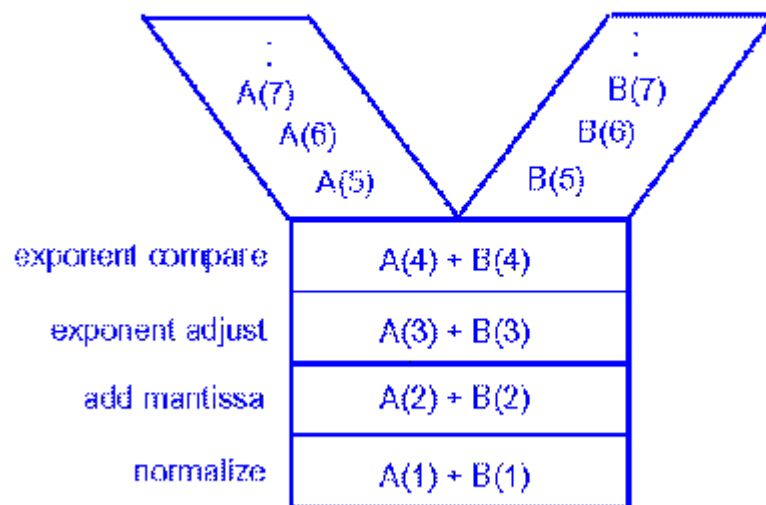 :
:
A(7)
B(7)
A(6)
B(6)
A(5)
B(5)
exponent compare A(4) + B(4)
exponent adjust A(3) + B(3)
add mantissa A(2) + B(2)
normalize A(1) + B(1)